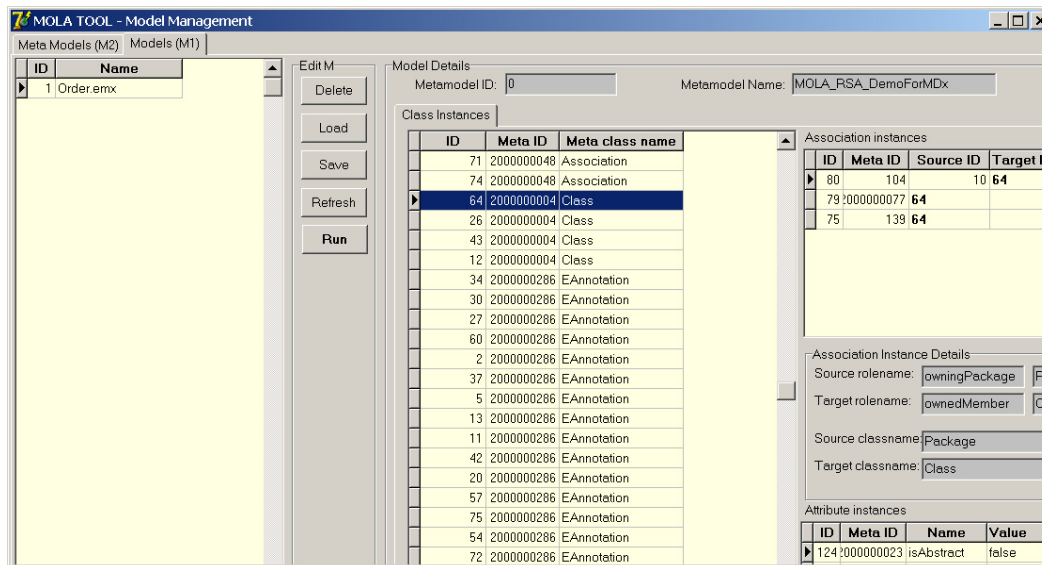 MOLA TOOL - Model Management
Meta Models (M2) Models (M1)
ID Name
1 Order.emx
Edit M
Delete
Load
Save
Refresh
Run
Model Details
Metamodel ID: 0 Metamodel Name: MOLA_RSA_DemoForMDx
Class Instances
ID Meta ID Meta class name
71 2000000048 Association
74 2000000048 Association
64 2000000004 Class
26 2000000004 Class
43 2000000004 Class
12 2000000004 Class
34 2000000286 EAnnotation
30 2000000286 EAnnotation
27 2000000286 EAnnotation
60 2000000286 EAnnotation
2 2000000286 EAnnotation
37 2000000286 EAnnotation
5 2000000286 EAnnotation
13 2000000286 EAnnotation
11 2000000286 EAnnotation
42 2000000286 EAnnotation
20 2000000286 EAnnotation
57 2000000286 EAnnotation
75 2000000286 EAnnotation
54 2000000286 EAnnotation
72 2000000286 EAnnotation
Association instances
ID Meta ID Source ID Target
80 104 10 64
79 2000000077 64
75 139 64
Association Instance Details
Source rolename: owningPackage
Target rolename: ownedMember
Source classname: Package
Target classname: Class
Attribute instances
ID Meta ID Name Value
124 2000000023 isAbstract false